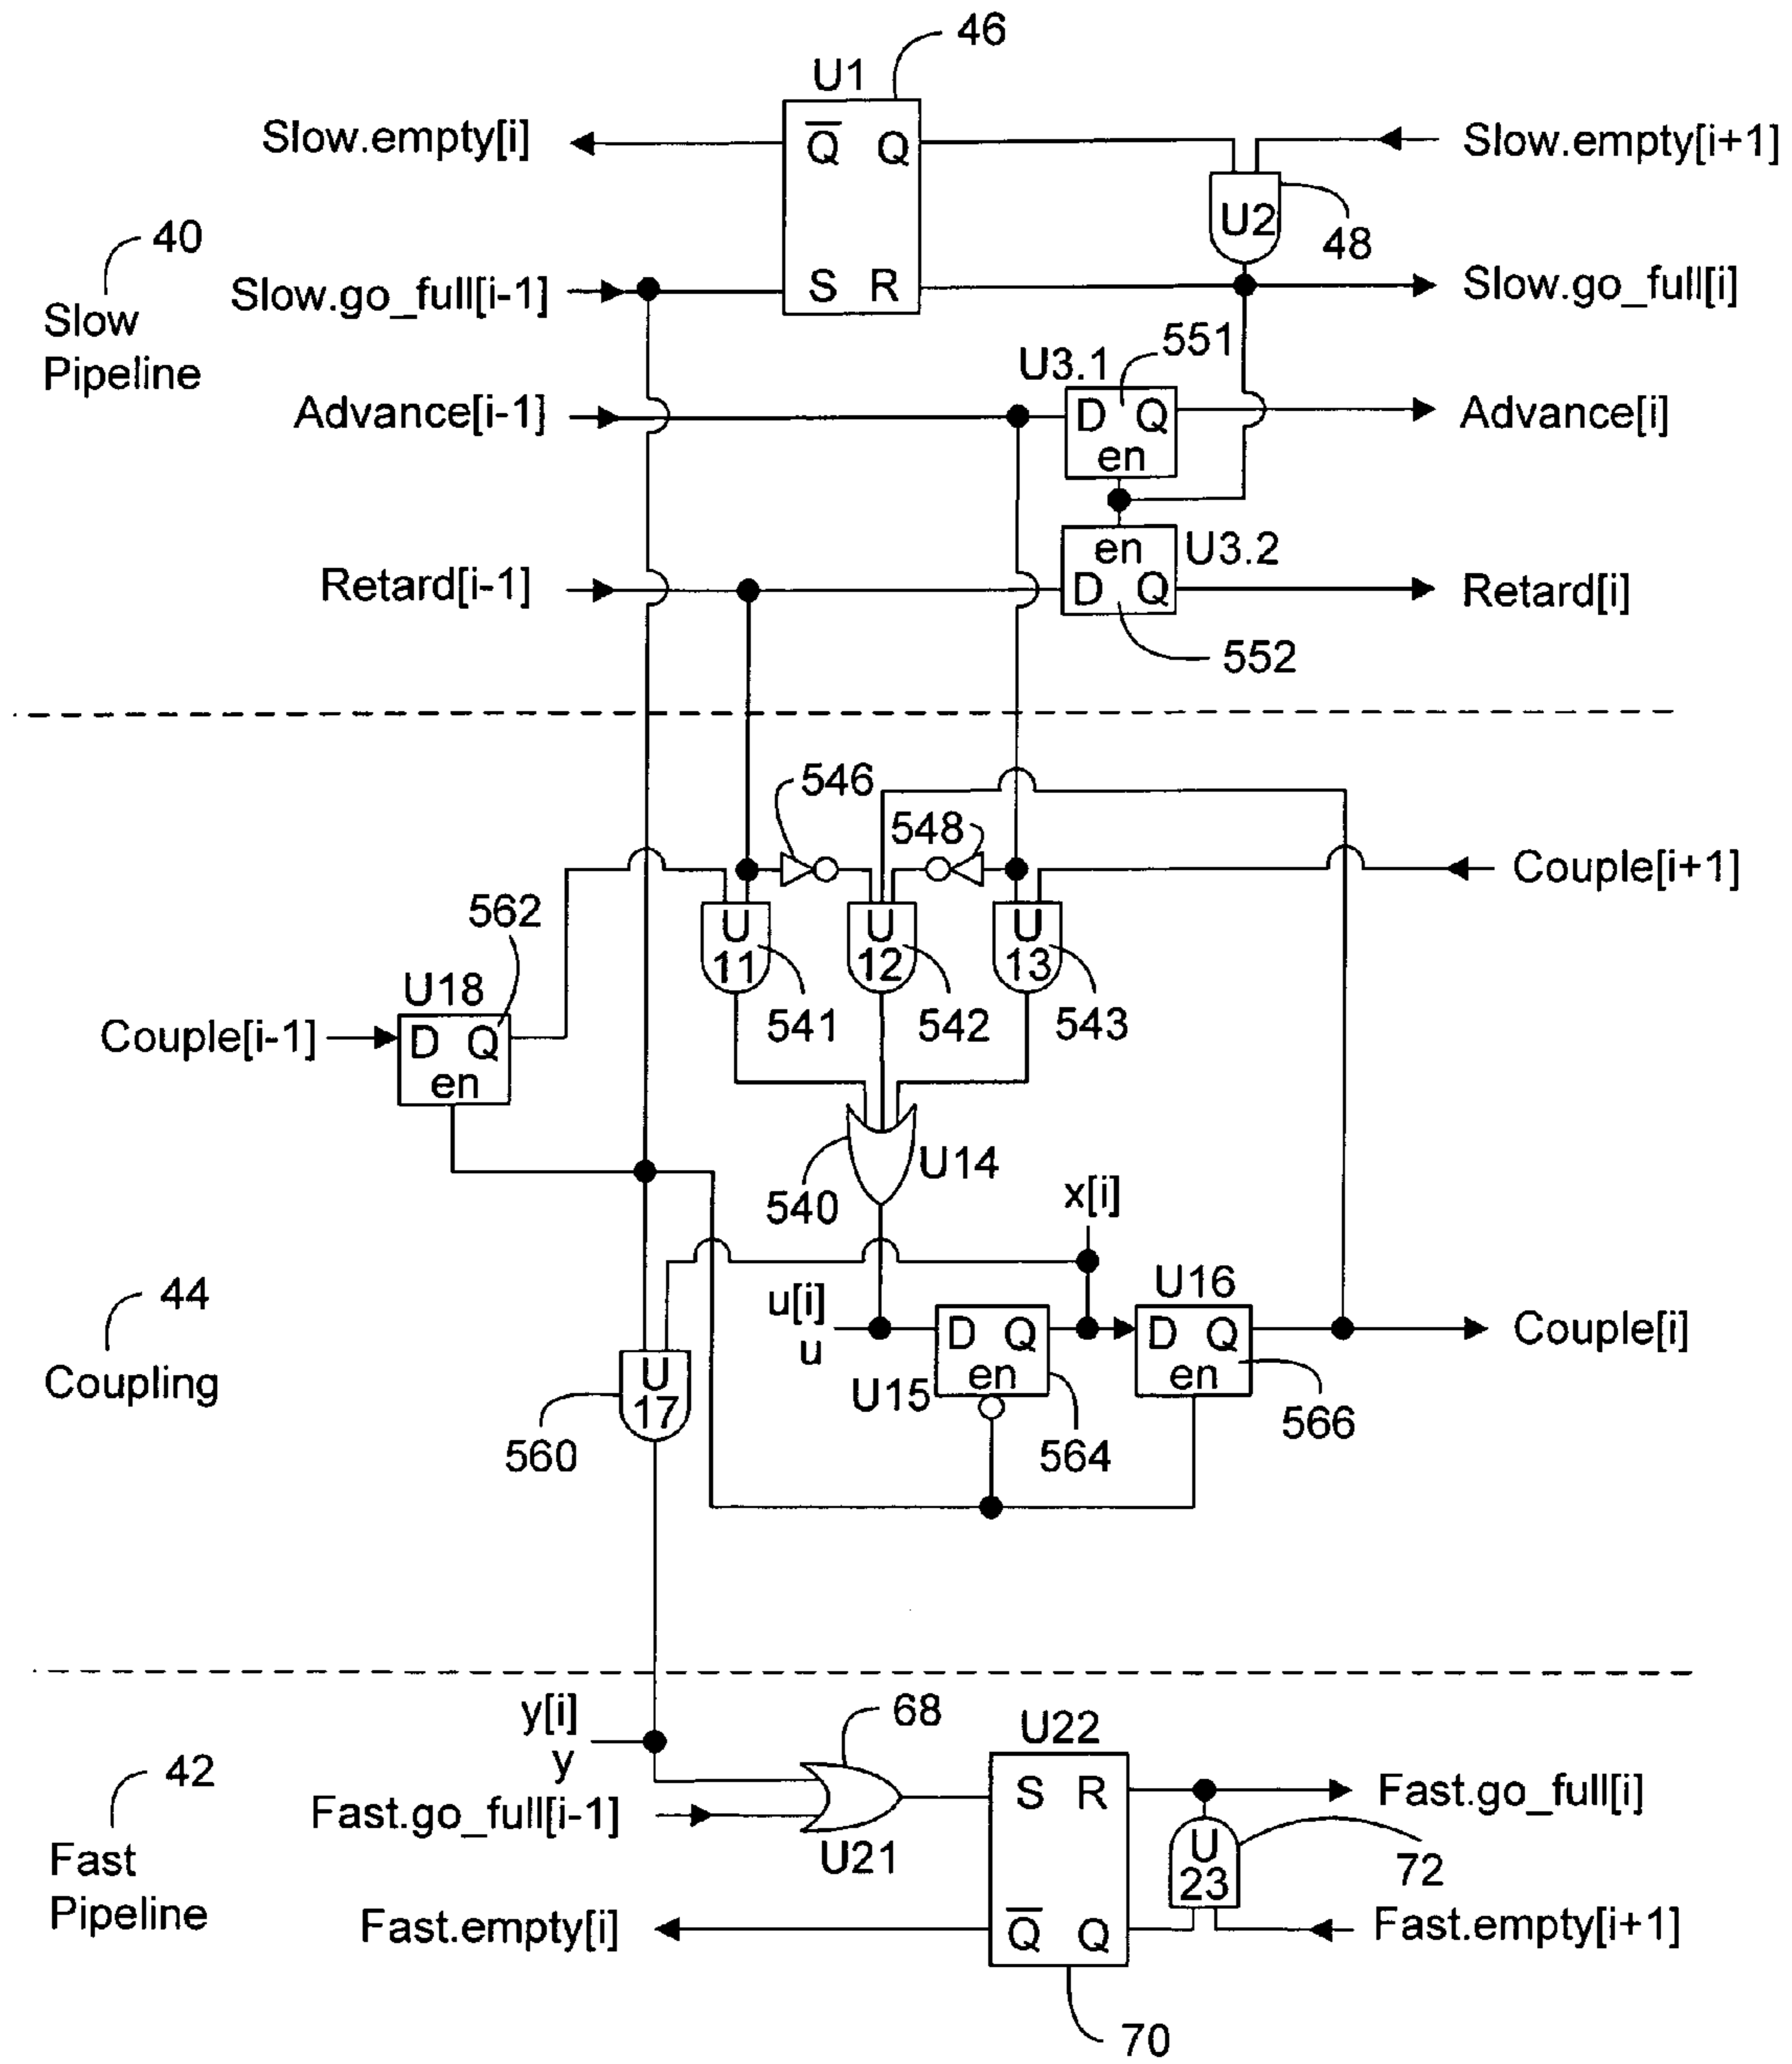 46
U1
Slow.empty[i]
Q Q
Slow.empty[i+1]
U2
48
40
Slow
Pipeline
Slow.go_full[i-1]
S R
Slow.go_full[i]
551
U3.1
Advance[i-1]
D Q
en
Advance[i]
en
U3.2
Retard[i-1]
D Q
Retard[i]
552
546
548
Couple[i+1]
562
U
11
U
12
U
13
U18
541
542
543
Couple[i-1]
D Q
en
540
U14
x[i]
44
Coupling
u[i]
u
U16
D Q
en
D Q
en
Couple[i]
U15
U
17
560
564
566
y[i]
y
68
U22
42
Fast
Pipeline
Fast.go_full[i-1]
U21
S R
Fast.go_full[i]
U
23
72
Fast.empty[i]
Q Q
Fast.empty[i+1]
70